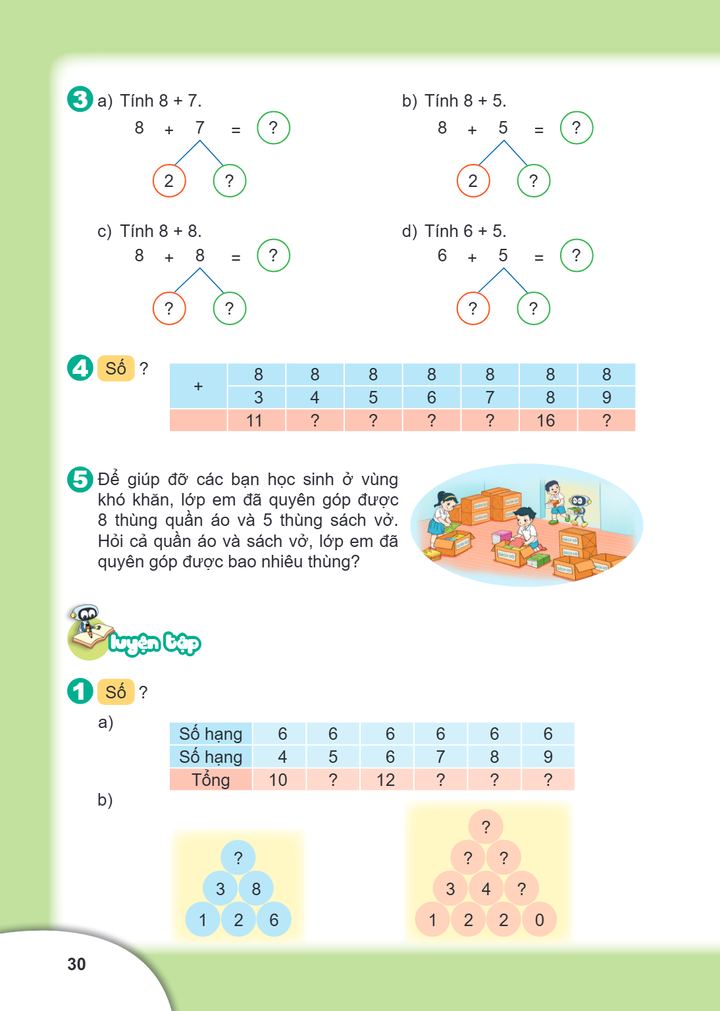 3 a) Tính 8 + 7.
8 + 7 = ?
2 ?
b) Tính 8 + 5.
8 + 5 = ?
2 ?
c) Tính 8 + 8.
8 + 8 = ?
? ?
d) Tính 6 + 5.
6 + 5 = ?
? ?
4 Số ?
+ 8 8 8 8 8 8 8
3 4 5 6 7 8 9
11 ? ? ? ? 16 ?
5 Để giúp đỡ các bạn học sinh ở vùng
khó khăn, lớp em đã quyên góp được
8 thùng quần áo và 5 thùng sách vở.
Hỏi cả quần áo và sách vở, lớp em đã
quyên góp được bao nhiêu thùng?
luyện tập
1 Số ?
a)
Số hạng 6 6 6 6 6 6
Số hạng 4 5 6 7 8 9
Tổng 10 ? 12 ? ? ?
b)
?
3 8
1 2 6
?
? ?
3 4 ?
1 2 2 0
30